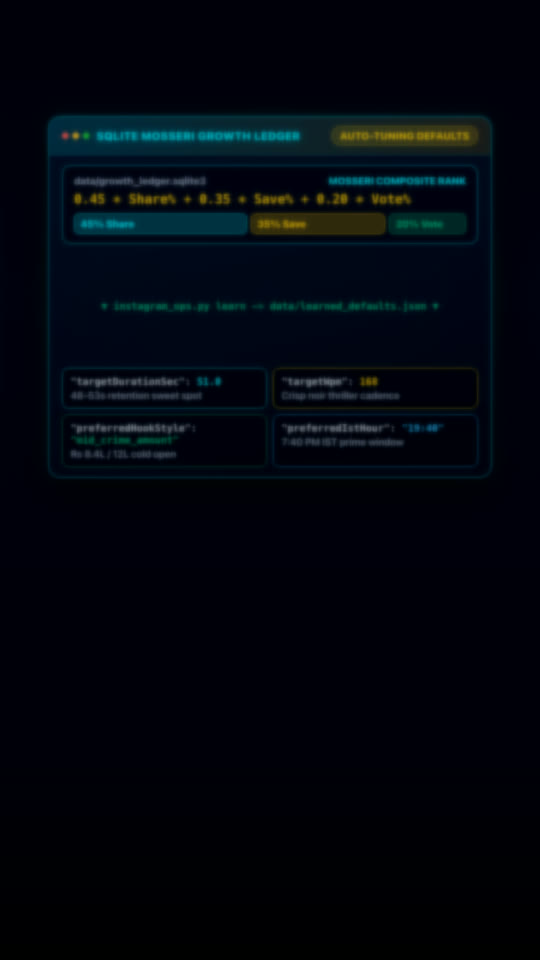 SQLITE MOSSERI GROWTH LEDGER
AUTO-TUNING DEFAULTS
data/growth_ledger.sqlite3
MOSSERI COMPOSITE RANK
0.45 * Share% + 0.35 * Save% + 0.20 * Vote%
45% Share
35% Save
20% Vote
▼ instagram_ops.py learn -> data/learned_defaults.json ▼
"targetDurationSec": 51.0
48-53s retention sweet spot
"targetWpm": 168
Crisp noir thriller cadence
"preferredHookStyle":
"mid_crime_amount"
Rs 8.4L / 12L cold open
"preferredIstHour": "19:40"
7:40 PM IST prime window